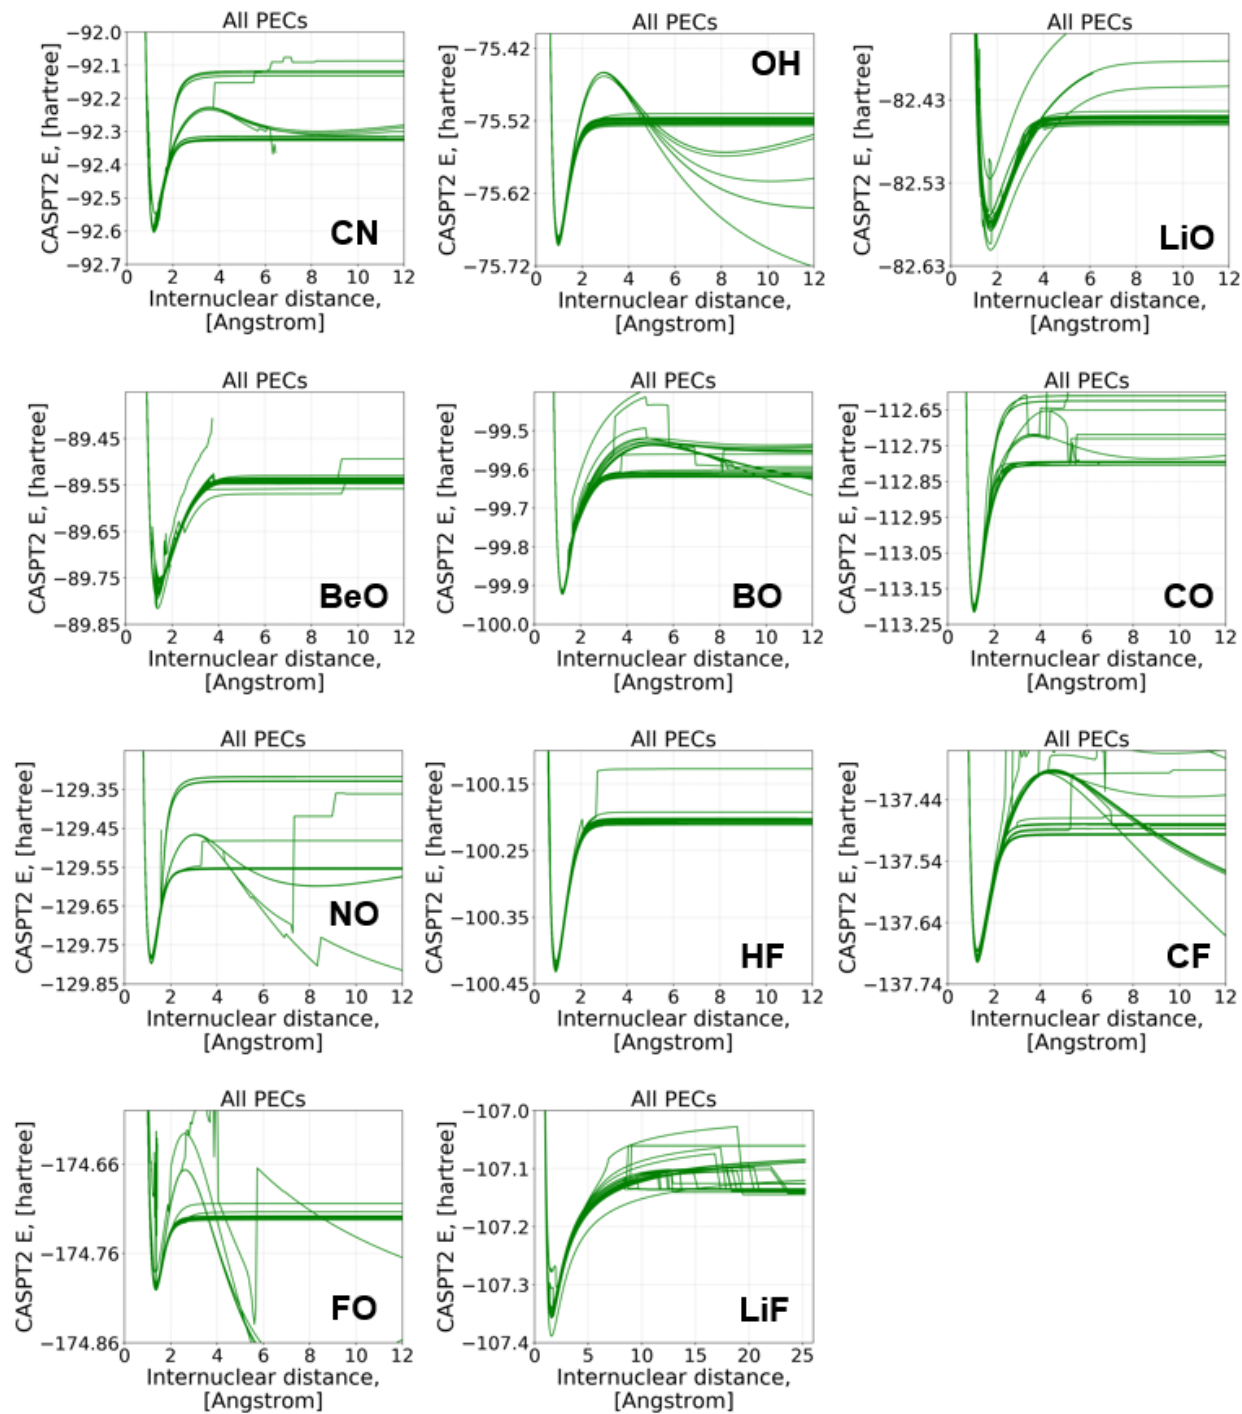 All PECs
CASPT2 E, [hartree]
−92.0
−92.1
−92.2
−92.3
−92.4
−92.5
−92.6
−92.7
CN
0 2 4 6 8 10 12
Internuclear distance,
[Angstrom]
All PECs
CASPT2 E, [hartree]
−75.42
−75.52
−75.62
−75.72
OH
0 2 4 6 8 10 12
Internuclear distance,
[Angstrom]
All PECs
CASPT2 E, [hartree]
−82.43
−82.53
−82.63
LiO
0 2 4 6 8 10 12
Internuclear distance,
[Angstrom]
All PECs
CASPT2 E, [hartree]
−89.45
−89.55
−89.65
−89.75
−89.85
BeO
0 2 4 6 8 10 12
Internuclear distance,
[Angstrom]
All PECs
CASPT2 E, [hartree]
−99.5
−99.6
−99.7
−99.8
−99.9
−100.0
BO
0 2 4 6 8 10 12
Internuclear distance,
[Angstrom]
All PECs
CASPT2 E, [hartree]
−112.65
−112.75
−112.85
−112.95
−113.05
−113.15
−113.25
CO
0 2 4 6 8 10 12
Internuclear distance,
[Angstrom]
All PECs
CASPT2 E, [hartree]
−129.35
−129.45
−129.55
−129.65
−129.75
−129.85
NO
0 2 4 6 8 10 12
Internuclear distance,
[Angstrom]
All PECs
CASPT2 E, [hartree]
−100.15
−100.25
−100.35
−100.45
HF
0 2 4 6 8 10 12
Internuclear distance,
[Angstrom]
All PECs
CASPT2 E, [hartree]
−137.44
−137.54
−137.64
−137.74
CF
0 2 4 6 8 10 12
Internuclear distance,
[Angstrom]
All PECs
CASPT2 E, [hartree]
−174.66
−174.76
−174.86
FO
0 2 4 6 8 10 12
Internuclear distance,
[Angstrom]
All PECs
CASPT2 E, [hartree]
−107.0
−107.1
−107.2
−107.3
−107.4
LiF
0 5 10 15 20 25
Internuclear distance,
[Angstrom]